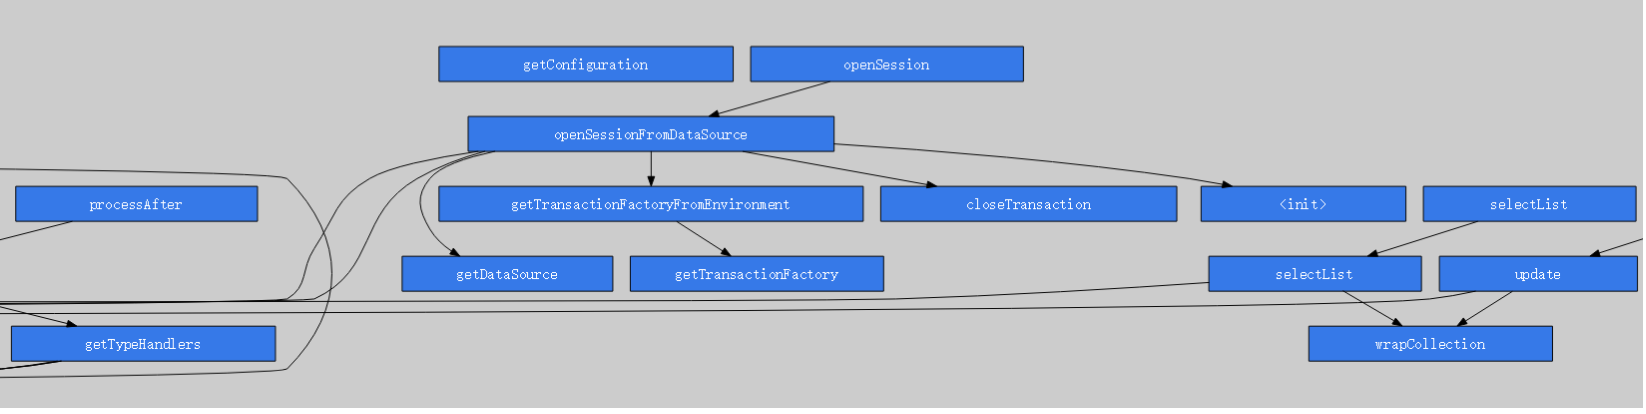 getConfiguration
openSession
openSessionFromDataSource
processAfter
getTransactionFactoryFromEnvironment
closeTransaction
<init>
selectList
getDataSource
getTransactionFactory
selectList
update
getTypeHandlers
wrapCollection